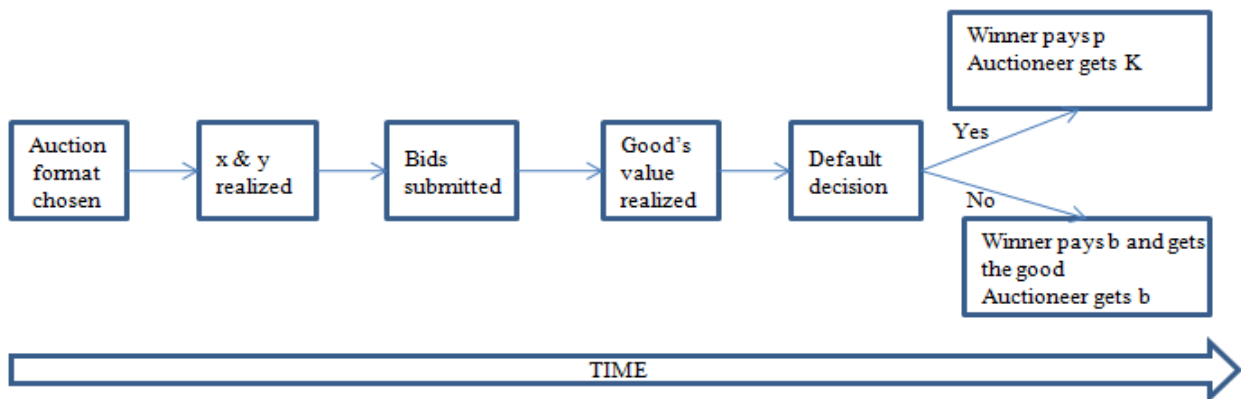 Auction
format
chosen
x & y
realized
Bids
submitted
Good's
value
realized
Default
decision
Yes
Winner pays p
Auctioneer gets K
No
Winner pays b and gets
the good
Auctioneer gets b
TIME